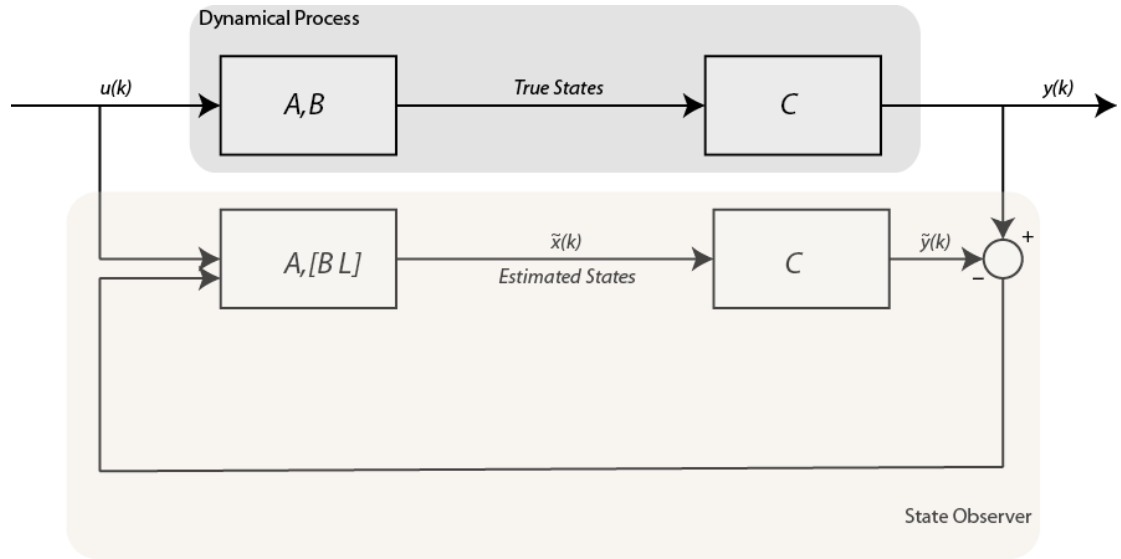 Dynamical Process
u(k)
A,B
True States
C
y(k)
A,[B L]
x̃(k)
Estimated States
C
ỹ(k)
+
–
State Observer